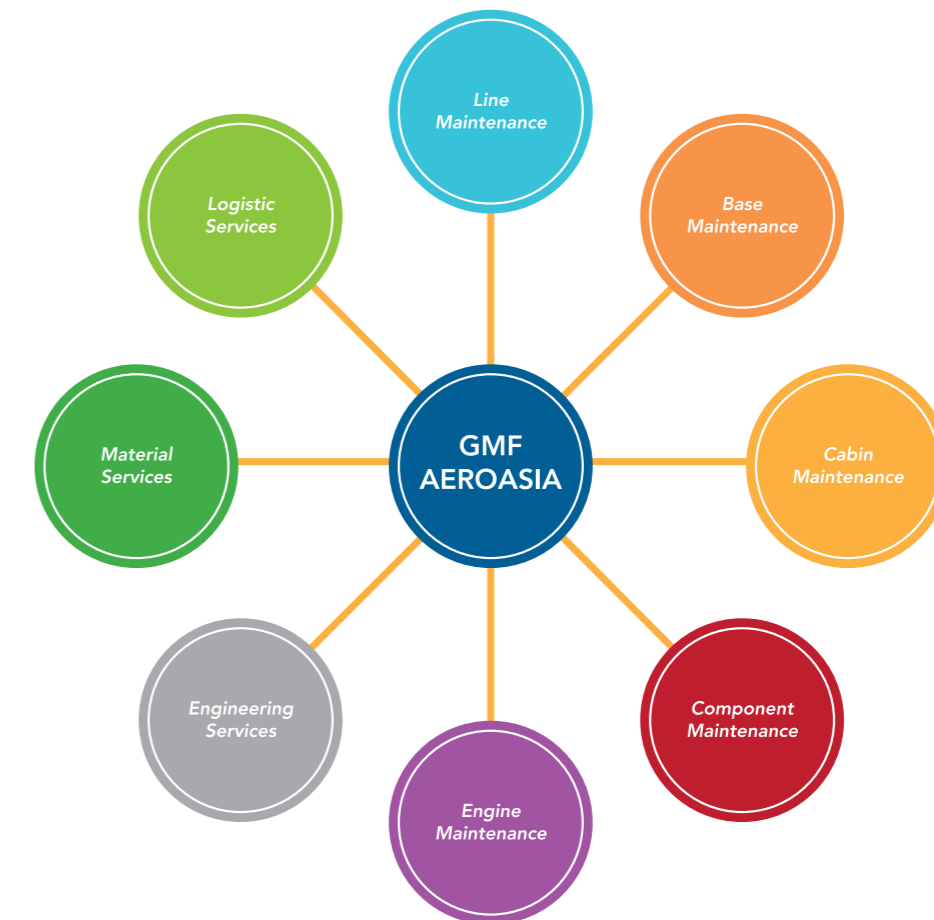 Line
Maintenance
Logistic
Services
Base
Maintenance
Material
Services
GMF
AEROASIA
Cabin
Maintenance
Engineering
Services
Component
Maintenance
Engine
Maintenance